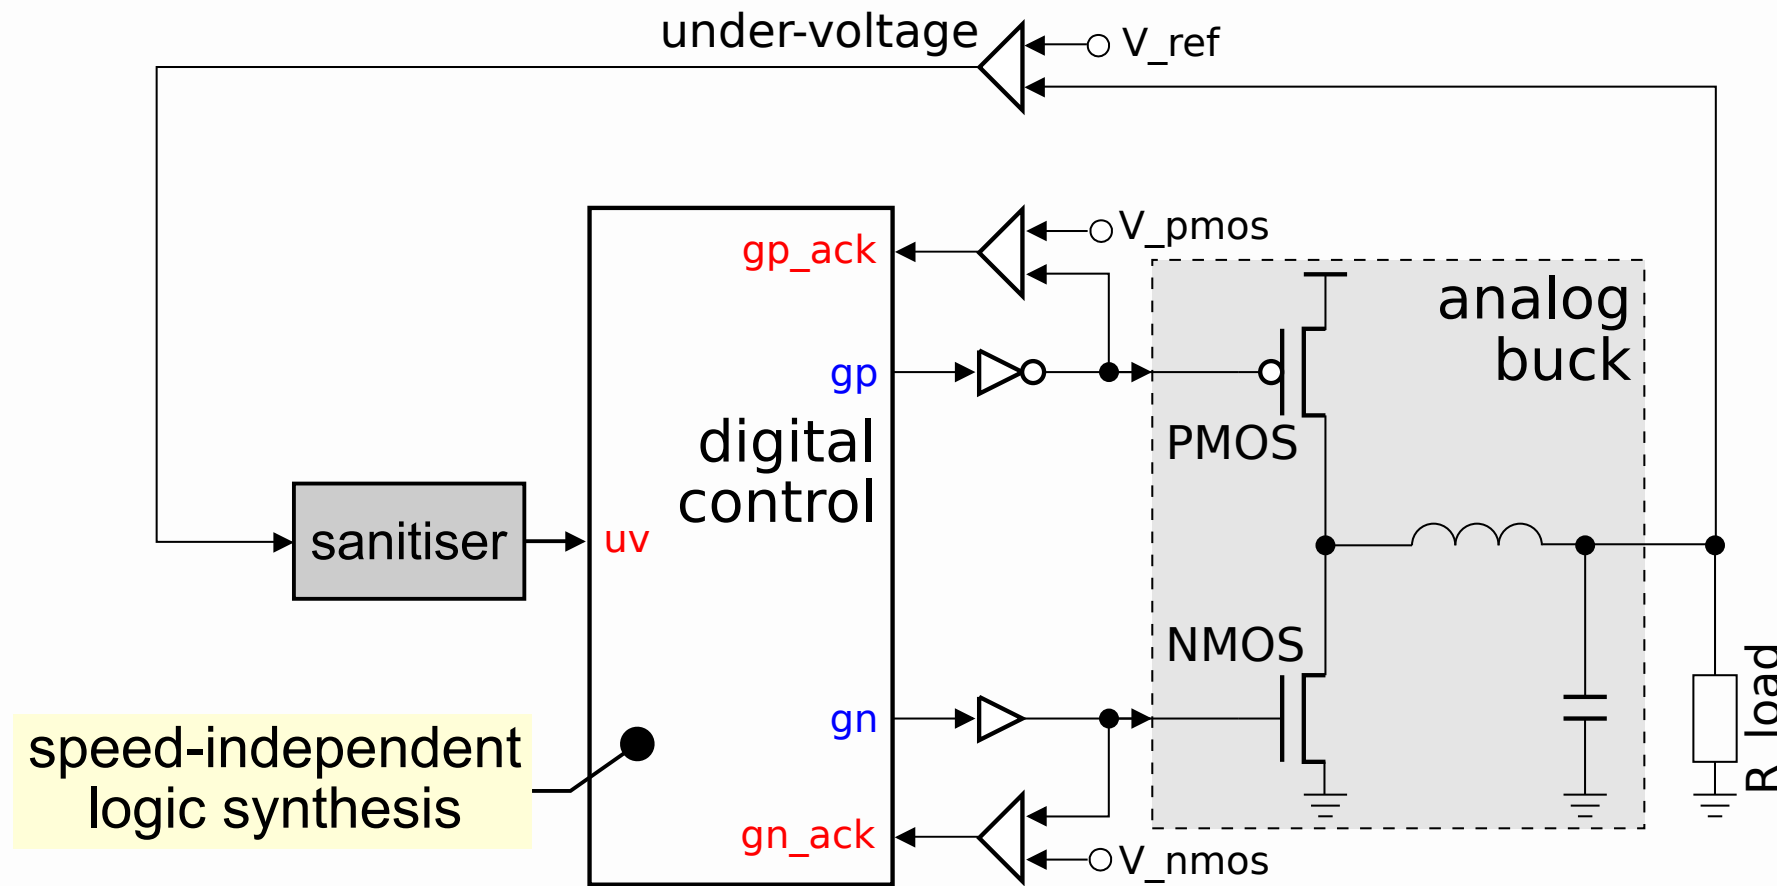 under-voltage
V_ref
gp_ack
V_pmos
analog
buck
gp
digital
control
PMOS
sanitiser
uv
NMOS
gn
R_load
speed-independent
logic synthesis
gn_ack
V_nmos